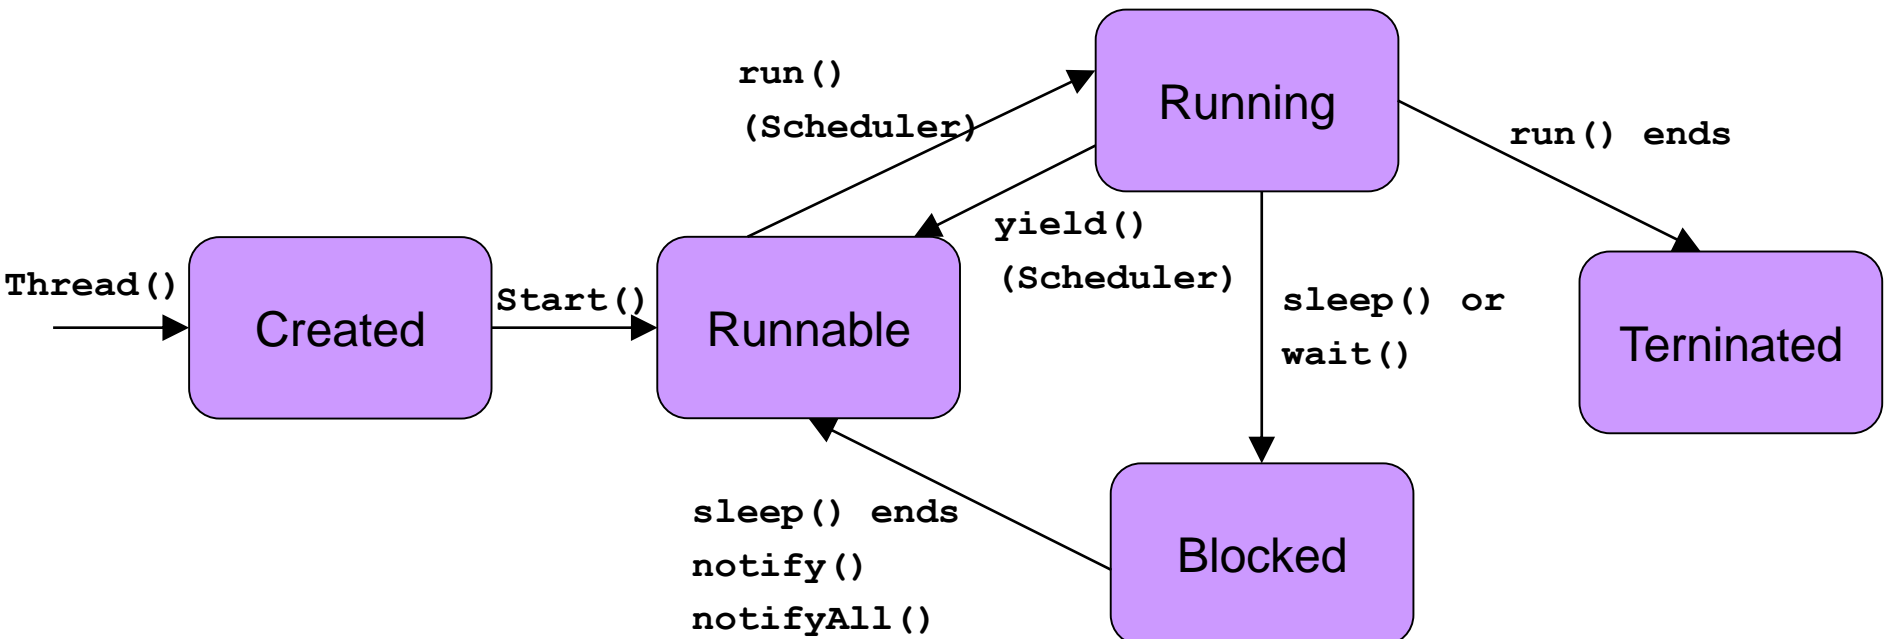 run()
(Scheduler)
Running
run() ends
yield()
(Scheduler)
Thread()
Created
Start()
Runnable
sleep() or
wait()
Terninated
sleep() ends
notify()
notifyAll()
Blocked